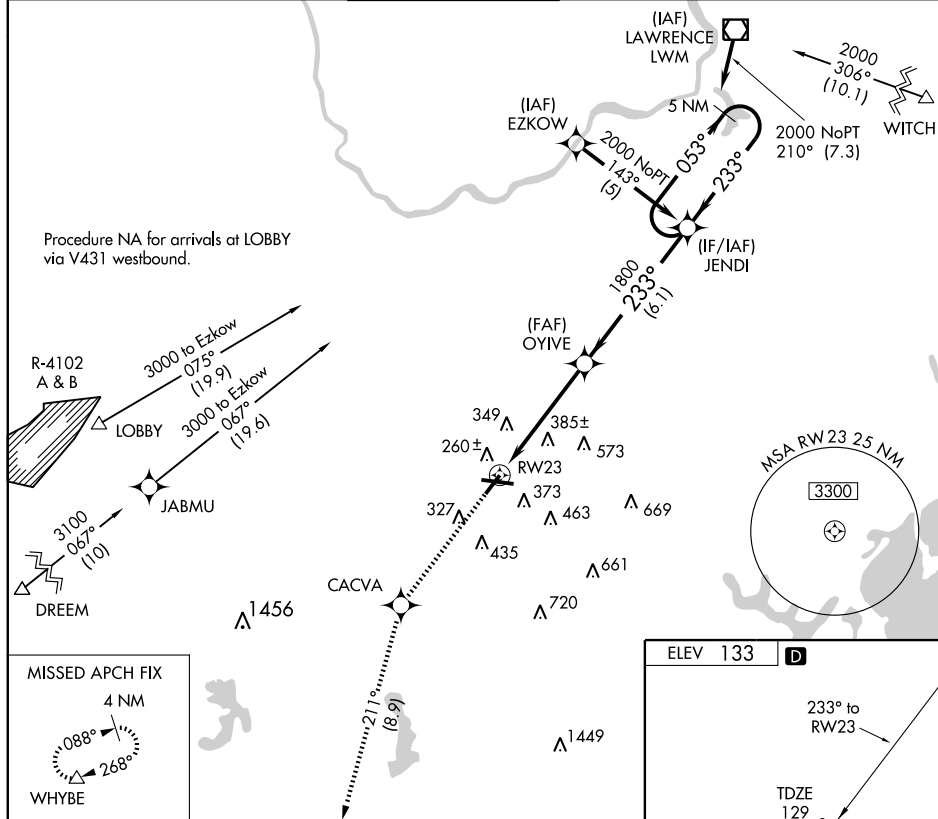 (IAF)
LAWRENCE
LWM
2000
306°
(10.1)
WITCH
5 NM
2000 NoPT
210° (7.3)
(IAF)
EZKOW
2000 NoPT
143°
(5)
053°
233°
(IF/IAF)
JENDI
Procedure NA for arrivals at LOBBY
via V431 westbound.
1800
233°
(6.1)
(FAF)
OYIVE
3000 to Ezkow
075°
(19.9)
R-4102
A & B
LOBBY
3000 to Ezkow
067°
(19.6)
JABMU
3100
067°
(10)
DREEM
349
385±
573
260±
RW23
373
669
327
463
435
661
720
CACVA
1456
1449
211°
(8.9)
MSA RW23 25 NM
3300
MISSED APCH FIX
4 NM
088°
268°
WHYBE
ELEV 133 D
233° to
RW23
TDZE
129